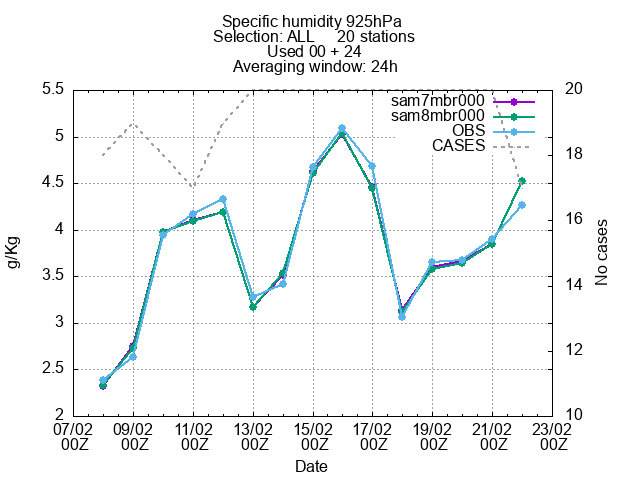 Specific humidity 925hPa
Selection: ALL 20 stations
Used 00 + 24
Averaging window: 24h
sam7mbr000
sam8mbr000
OBS
CASES
5.5
5
4.5
4
3.5
3
2.5
2
20
18
16
14
12
10
g/Kg
No cases
07/02 09/02 11/02 13/02 15/02 17/02 19/02 21/02 23/02
00Z 00Z 00Z 00Z 00Z 00Z 00Z 00Z 00Z
Date